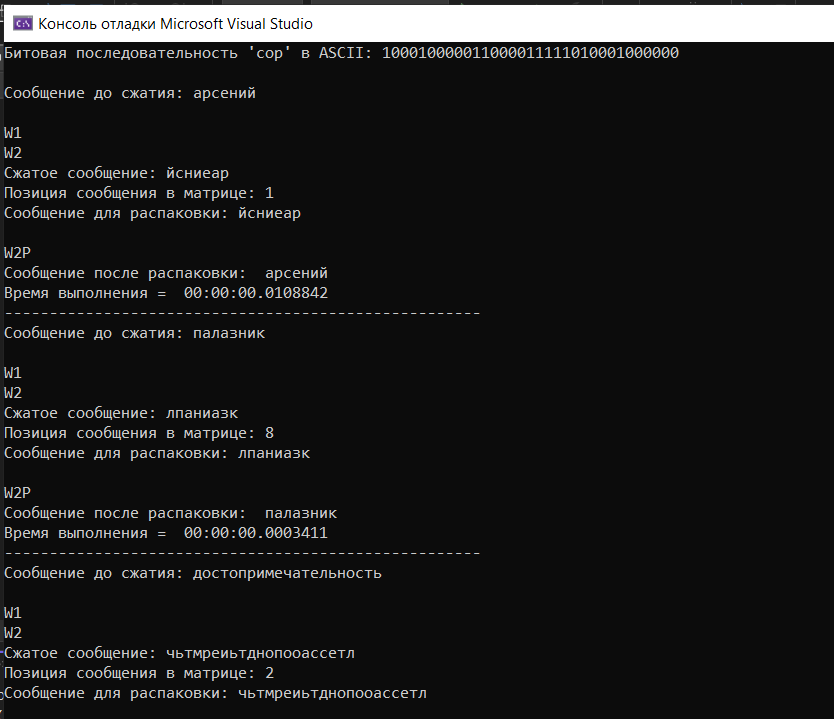 Консоль отладки Microsoft Visual Studio
Битовая последовательность 'сор' в ASCII: 100010000011000011111010001000000
Сообщение до сжатия: арсений
W1
W2
Сжатое сообщение: йсниеар
Позиция сообщения в матрице: 1
Сообщение для распаковки: йсниеар
W2P
Сообщение после распаковки:  арсений
Время выполнения =  00:00:00.0108842
-----------------------------------------------------
Сообщение до сжатия: палазник
W1
W2
Сжатое сообщение: лпаниазк
Позиция сообщения в матрице: 8
Сообщение для распаковки: лпаниазк
W2P
Сообщение после распаковки:  палазник
Время выполнения =  00:00:00.0003411
-----------------------------------------------------
Сообщение до сжатия: достопримечательность
W1
W2
Сжатое сообщение: чьтмреиьтднопооассетл
Позиция сообщения в матрице: 2
Сообщение для распаковки: чьтмреиьтднопооассетл